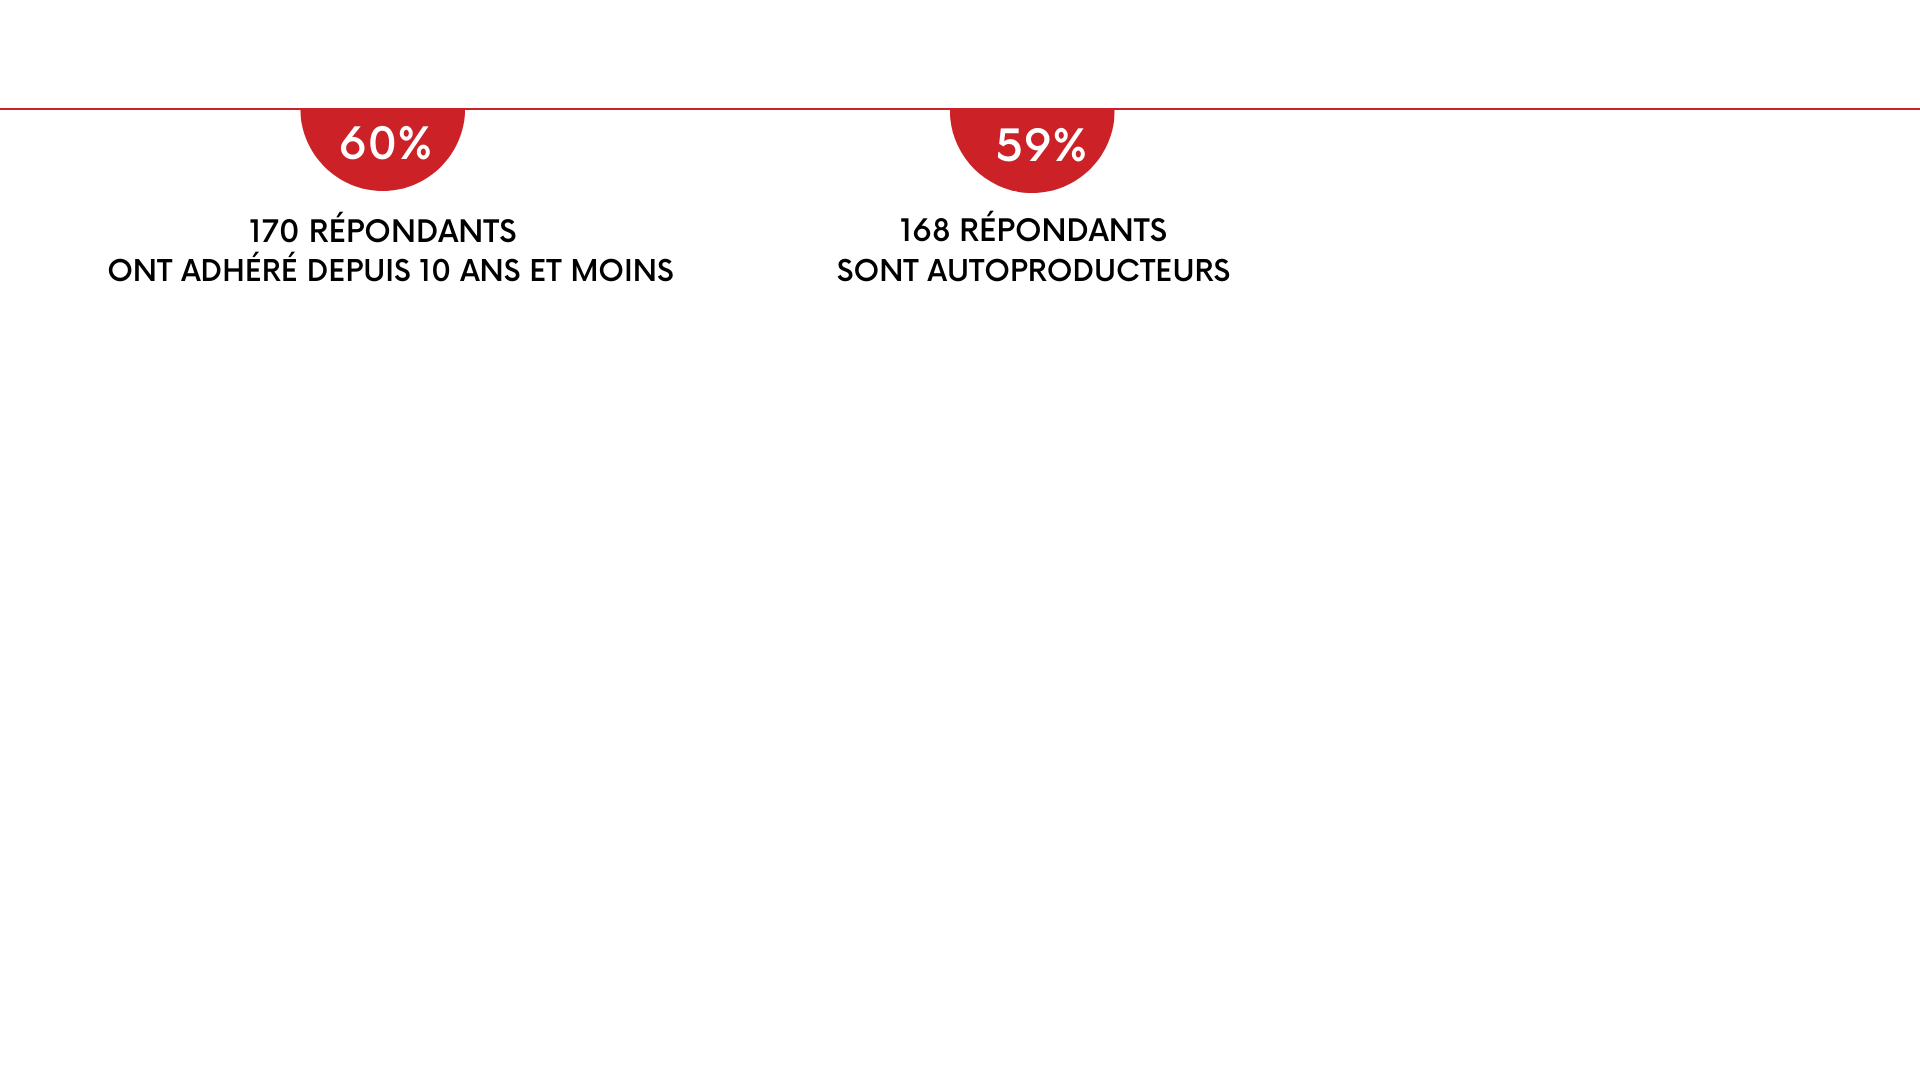 60%
170 RÉPONDANTS
ONT ADHÉRÉ DEPUIS 10 ANS ET MOINS
59%
168 RÉPONDANTS
SONT AUTOPRODUCTEURS